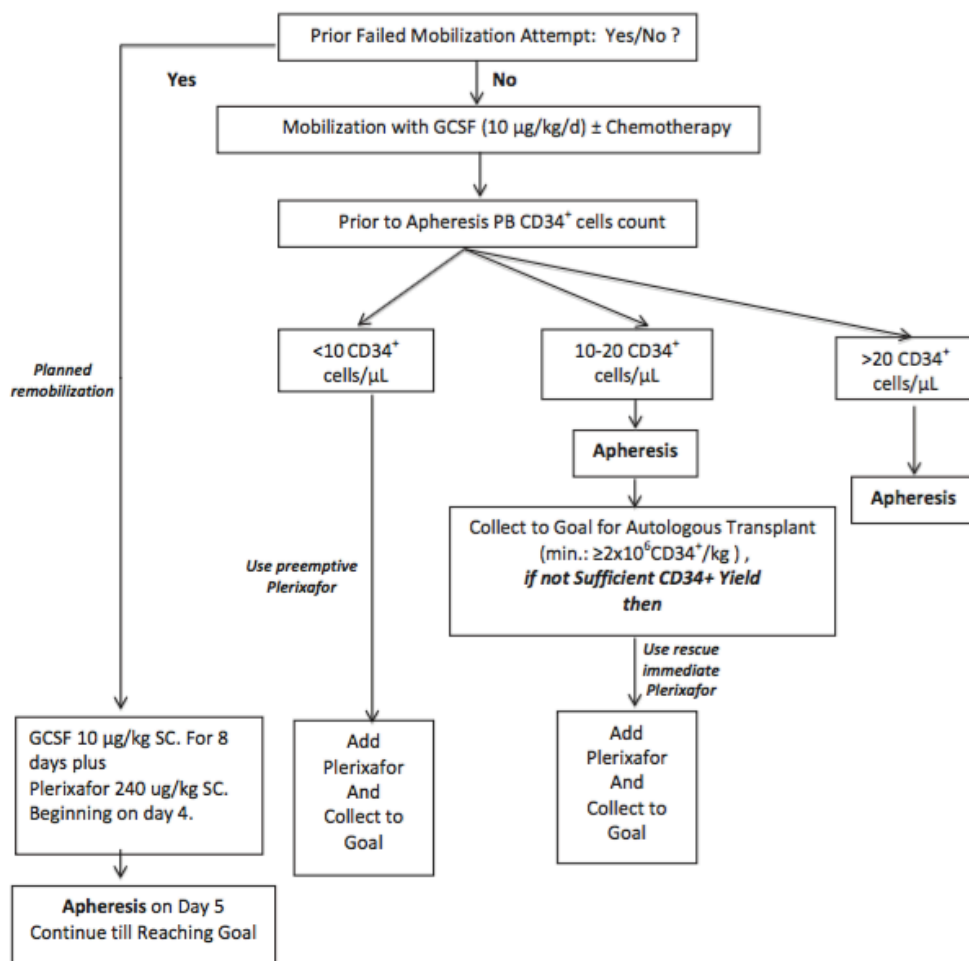 Prior Failed Mobilization Attempt: Yes/No ?
Yes
No
Mobilization with GCSF (10 µg/kg/d) ± Chemotherapy
Prior to Apheresis PB CD34⁺ cells count
<10 CD34⁺
cells/µL
10-20 CD34⁺
cells/µL
>20 CD34⁺
cells/µL
Planned
remobilization
Apheresis
Apheresis
Collect to Goal for Autologous Transplant
(min.: ≥2x10⁶CD34⁺/kg ) ,
if not Sufficient CD34+ Yield
then
Use preemptive
Plerixafor
Use rescue
immediate
Plerixafor
GCSF 10 µg/kg SC. For 8
days plus
Plerixafor 240 ug/kg SC.
Beginning on day 4.
Add
Plerixafor
And
Collect to
Goal
Add
Plerixafor
And
Collect to
Goal
Apheresis on Day 5
Continue till Reaching Goal